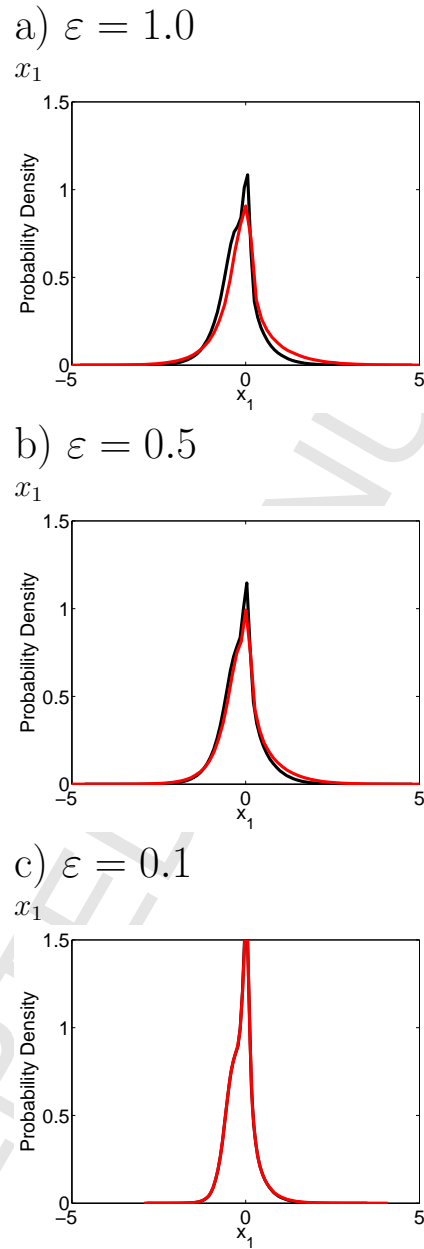 a) ε = 1.0
x₁
1.5
1
0.5
0
Probability Density
−5 0 5
x₁
b) ε = 0.5
x₁
1.5
1
0.5
0
Probability Density
−5 0 5
x₁
c) ε = 0.1
x₁
1.5
1
0.5
0
Probability Density
−5 0 5
x₁